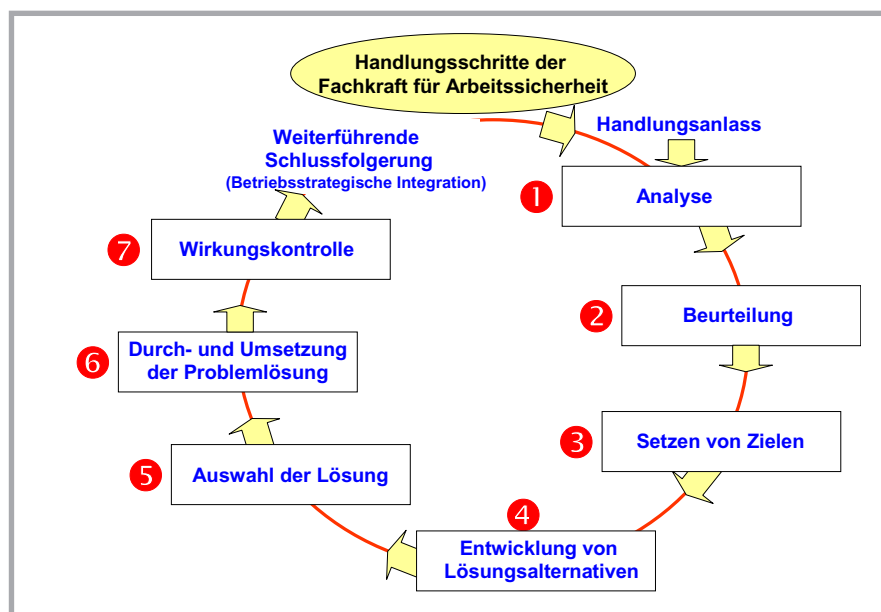 Handlungsschritte der
Fachkraft für Arbeitssicherheit
Handlungsanlass
1
Analyse
2
Beurteilung
3
Setzen von Zielen
4
Entwicklung von
Lösungsalternativen
5
Auswahl der Lösung
6
Durch- und Umsetzung
der Problemlösung
7
Wirkungskontrolle
Weiterführende
Schlussfolgerung
(Betriebsstrategische Integration)